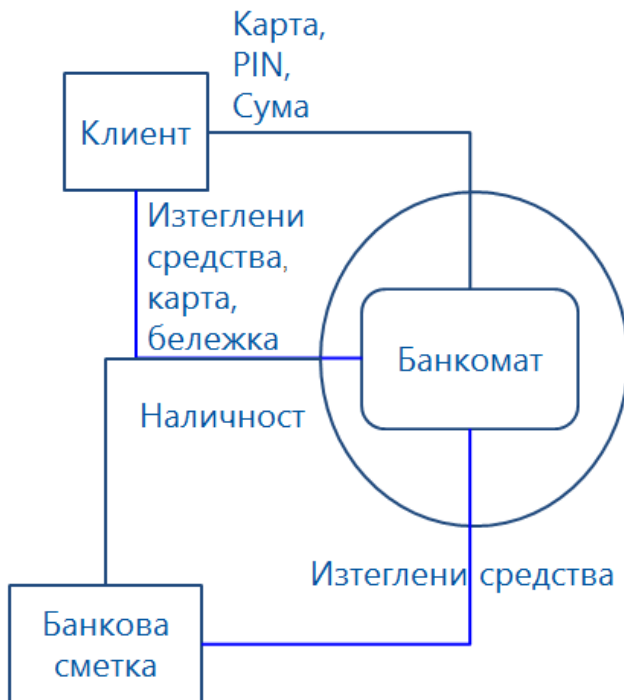 Карта,
PIN,
Сума
Клиент
Изтеглени
средства,
карта,
бележка
Банкомат
Наличност
Изтеглени средства
Банкова
сметка